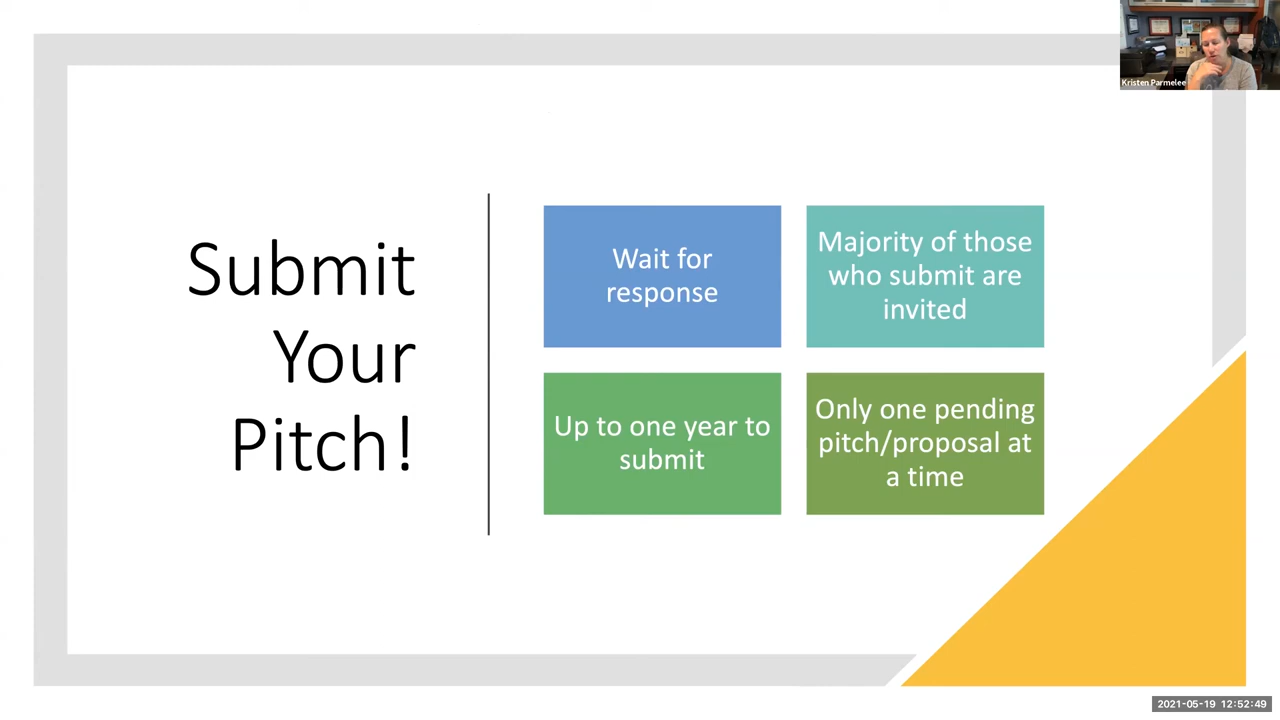 Kristen Parmelee
Submit
Your
Pitch!
Wait for
response
Majority of those
who submit are
invited
Up to one year to
submit
Only one pending
pitch/proposal at
a time
2021-05-19 12:52:49